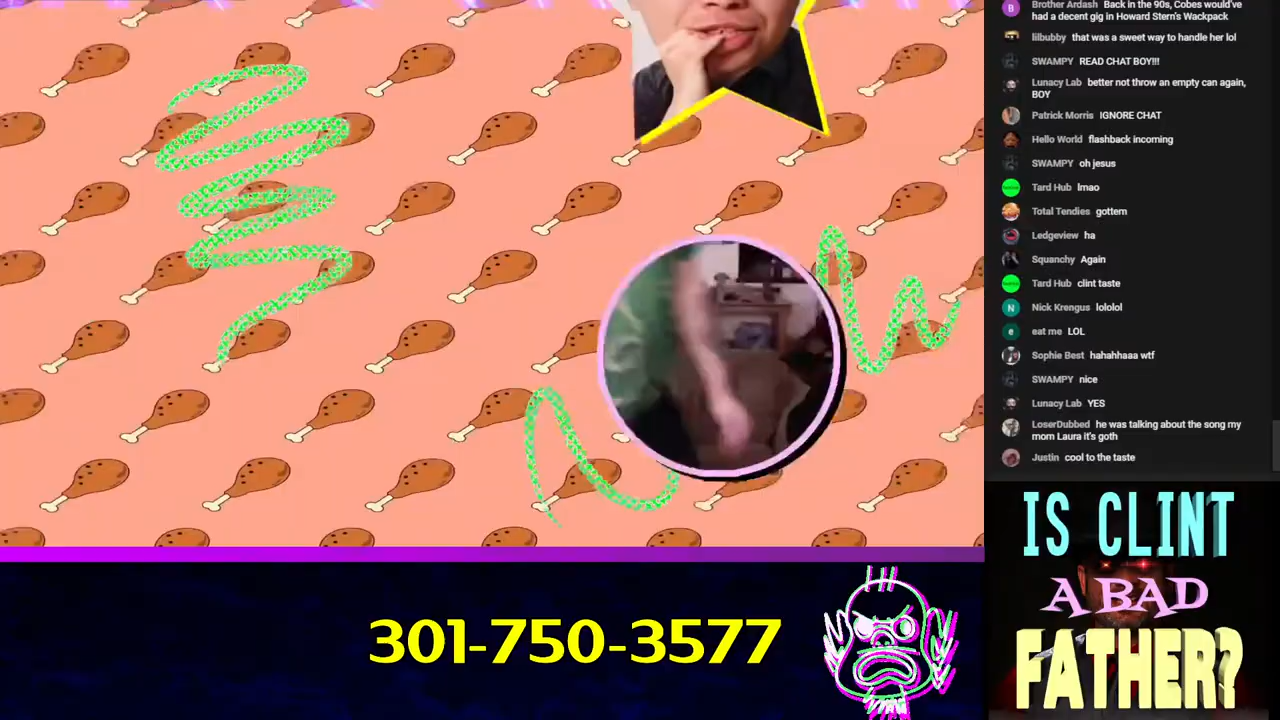 Brother Ardash Back in the 90s, Cobes would've
had a decent gig in Howard Stern's Wackpack
lilbubby that was a sweet way to handle her lol
SWAMPY READ CHAT BOY!!!
Lunacy Lab better not throw an empty can again,
BOY
Patrick Morris IGNORE CHAT
Hello World flashback incoming
SWAMPY oh jesus
Tard Hub lmao
Total Tendies gottem
Ledgeview ha
Squanchy Again
Tard Hub clint taste
Nick Krengus lololol
eat me LOL
Sophie Best hahahhaaa wtf
SWAMPY nice
Lunacy Lab YES
LoserDubbed he was talking about the song my
mom Laura it's goth
Justin cool to the taste
301-750-3577
IS CLINT
A BAD
FATHER?